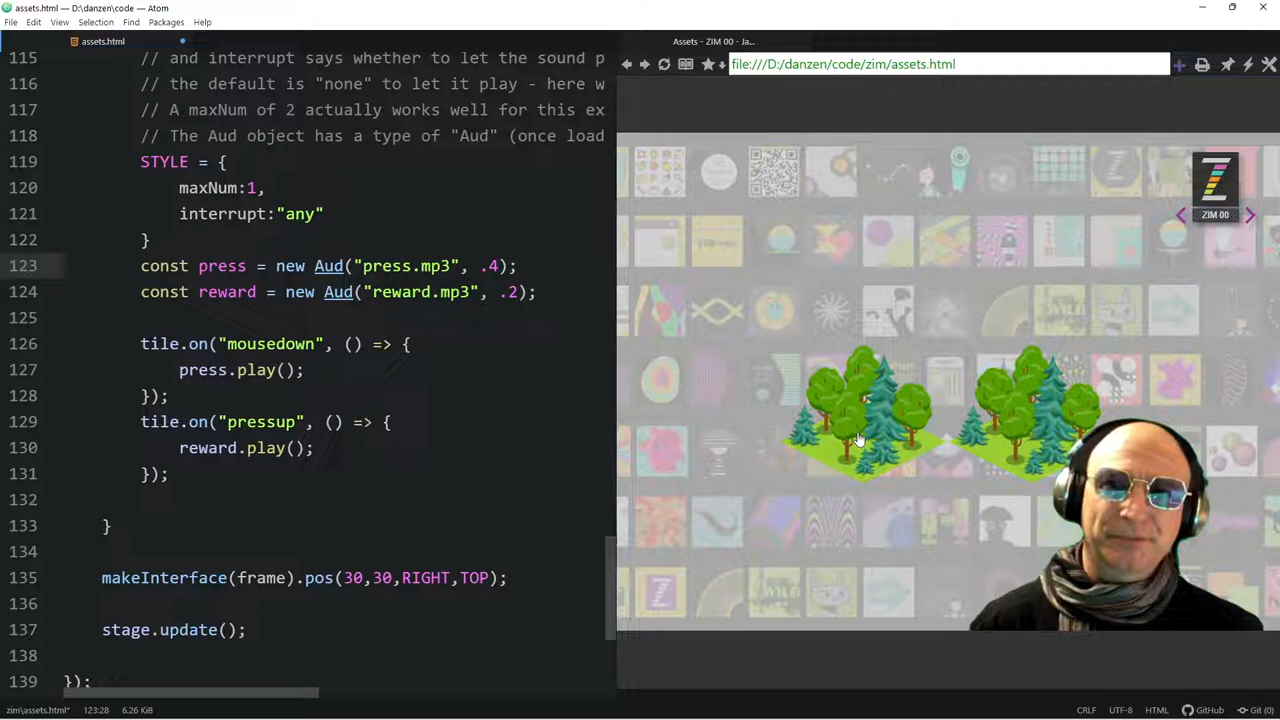 assets.html — D:\danzen\code — Atom
File Edit View Selection Find Packages Help
assets.html
115 // and interrupt says whether to let the sound p
116 // the default is "none" to let it play - here w
117 // A maxNum of 2 actually works well for this ex
118 // The Aud object has a type of "Aud" (once load
119 STYLE = {
120 maxNum:1,
121 interrupt:"any"
122 }
123 const press = new Aud("press.mp3", .4);
124 const reward = new Aud("reward.mp3", .2);
125
126 tile.on("mousedown", () => {
127 press.play();
128 });
129 tile.on("pressup", () => {
130 reward.play();
131 });
132
133 }
134
135 makeInterface(frame).pos(30,30,RIGHT,TOP);
136
137 stage.update();
138
139 });
Assets - ZIM 00 - Ja...
file:///D:/danzen/code/zim/assets.html
ZIM 00
zim\assets.html* 123:28 6.26 KiB
CRLF UTF-8 HTML GitHub Git (0)